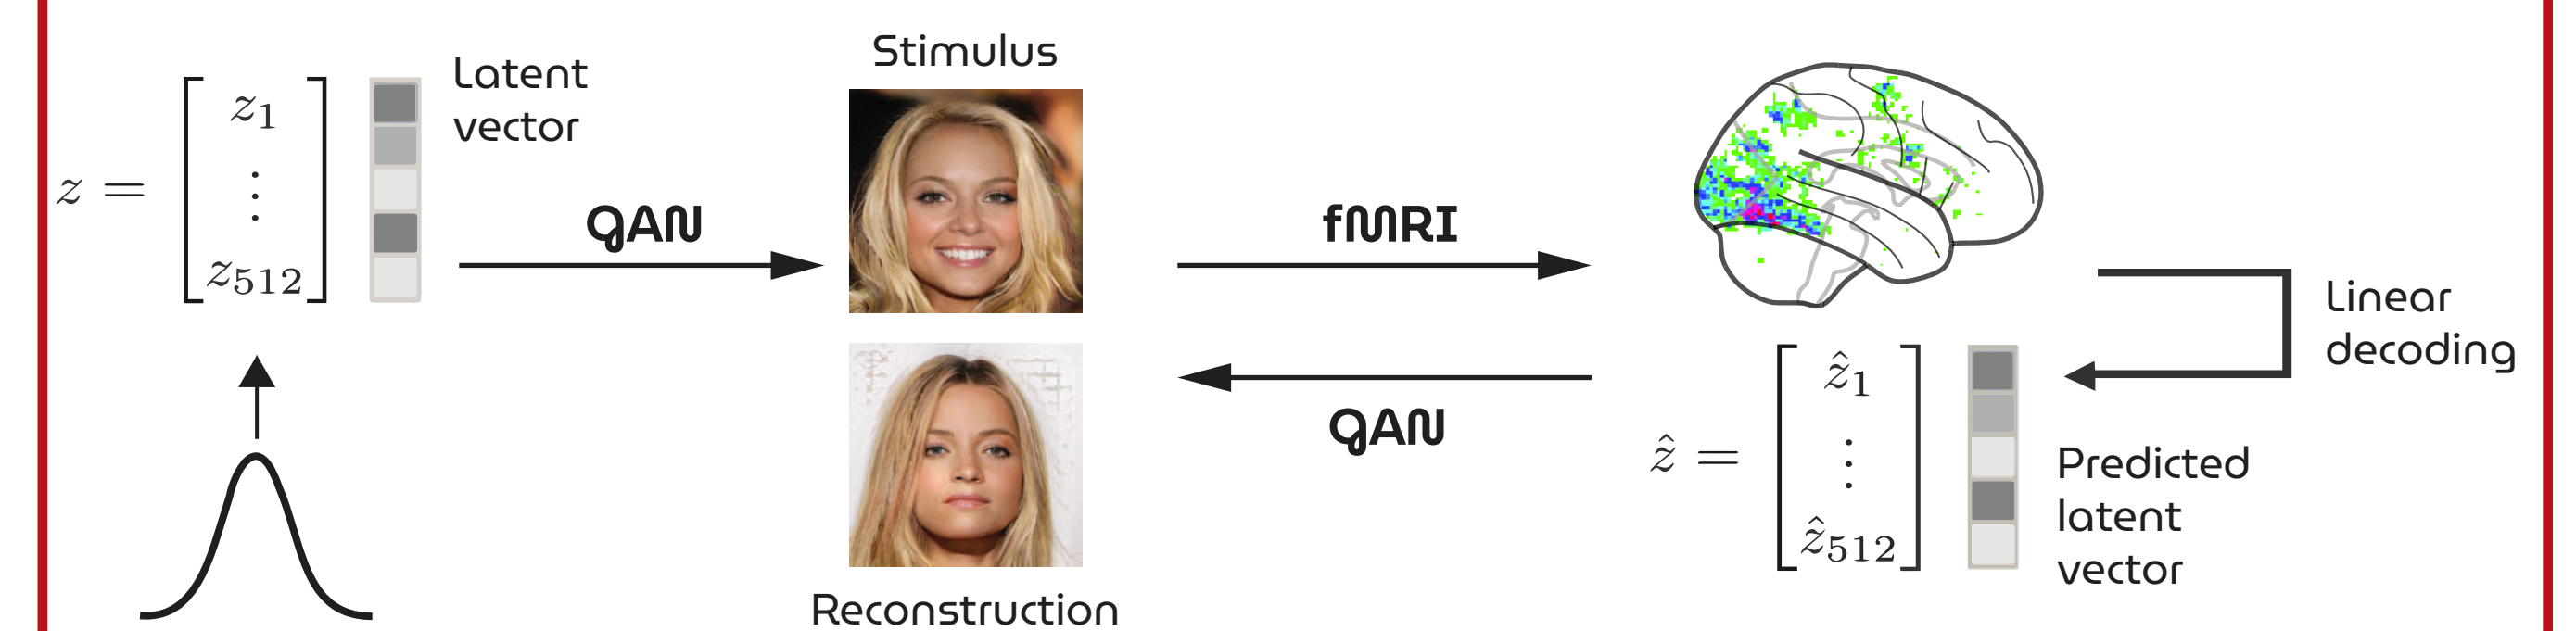 z =
z1
⋮
z512
Latent
vector
GAN
Stimulus
fMRI
Linear
decoding
GAN
Reconstruction
ẑ =
ẑ1
⋮
ẑ512
Predicted
latent
vector